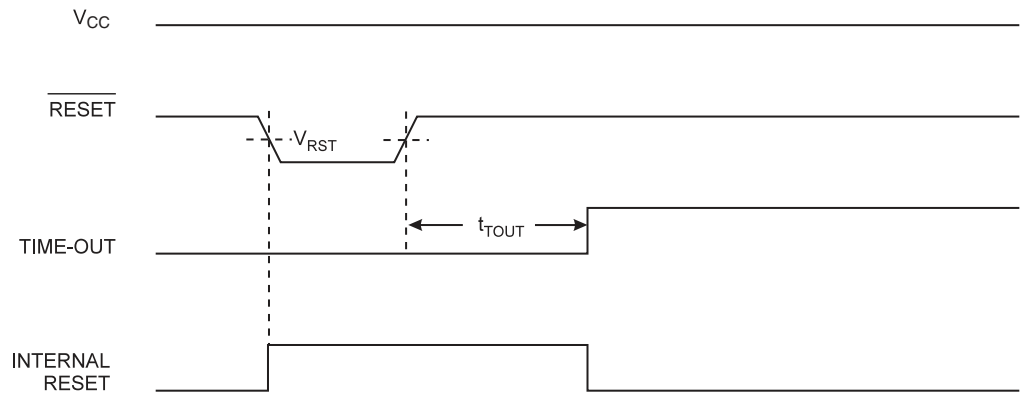 VCC
RESET
VRST
tTOUT
TIME-OUT
INTERNAL
RESET